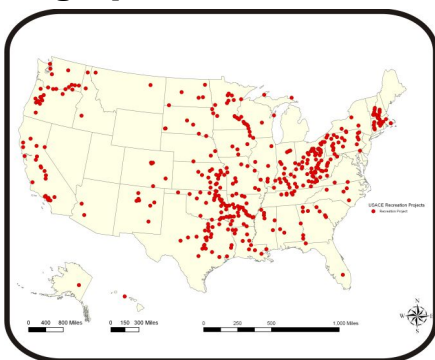 USACE Recreation Projects
Recreation Project
N
W
S
0 400 800 Miles
0 150 300 Miles
0 250 500 1,000 Miles